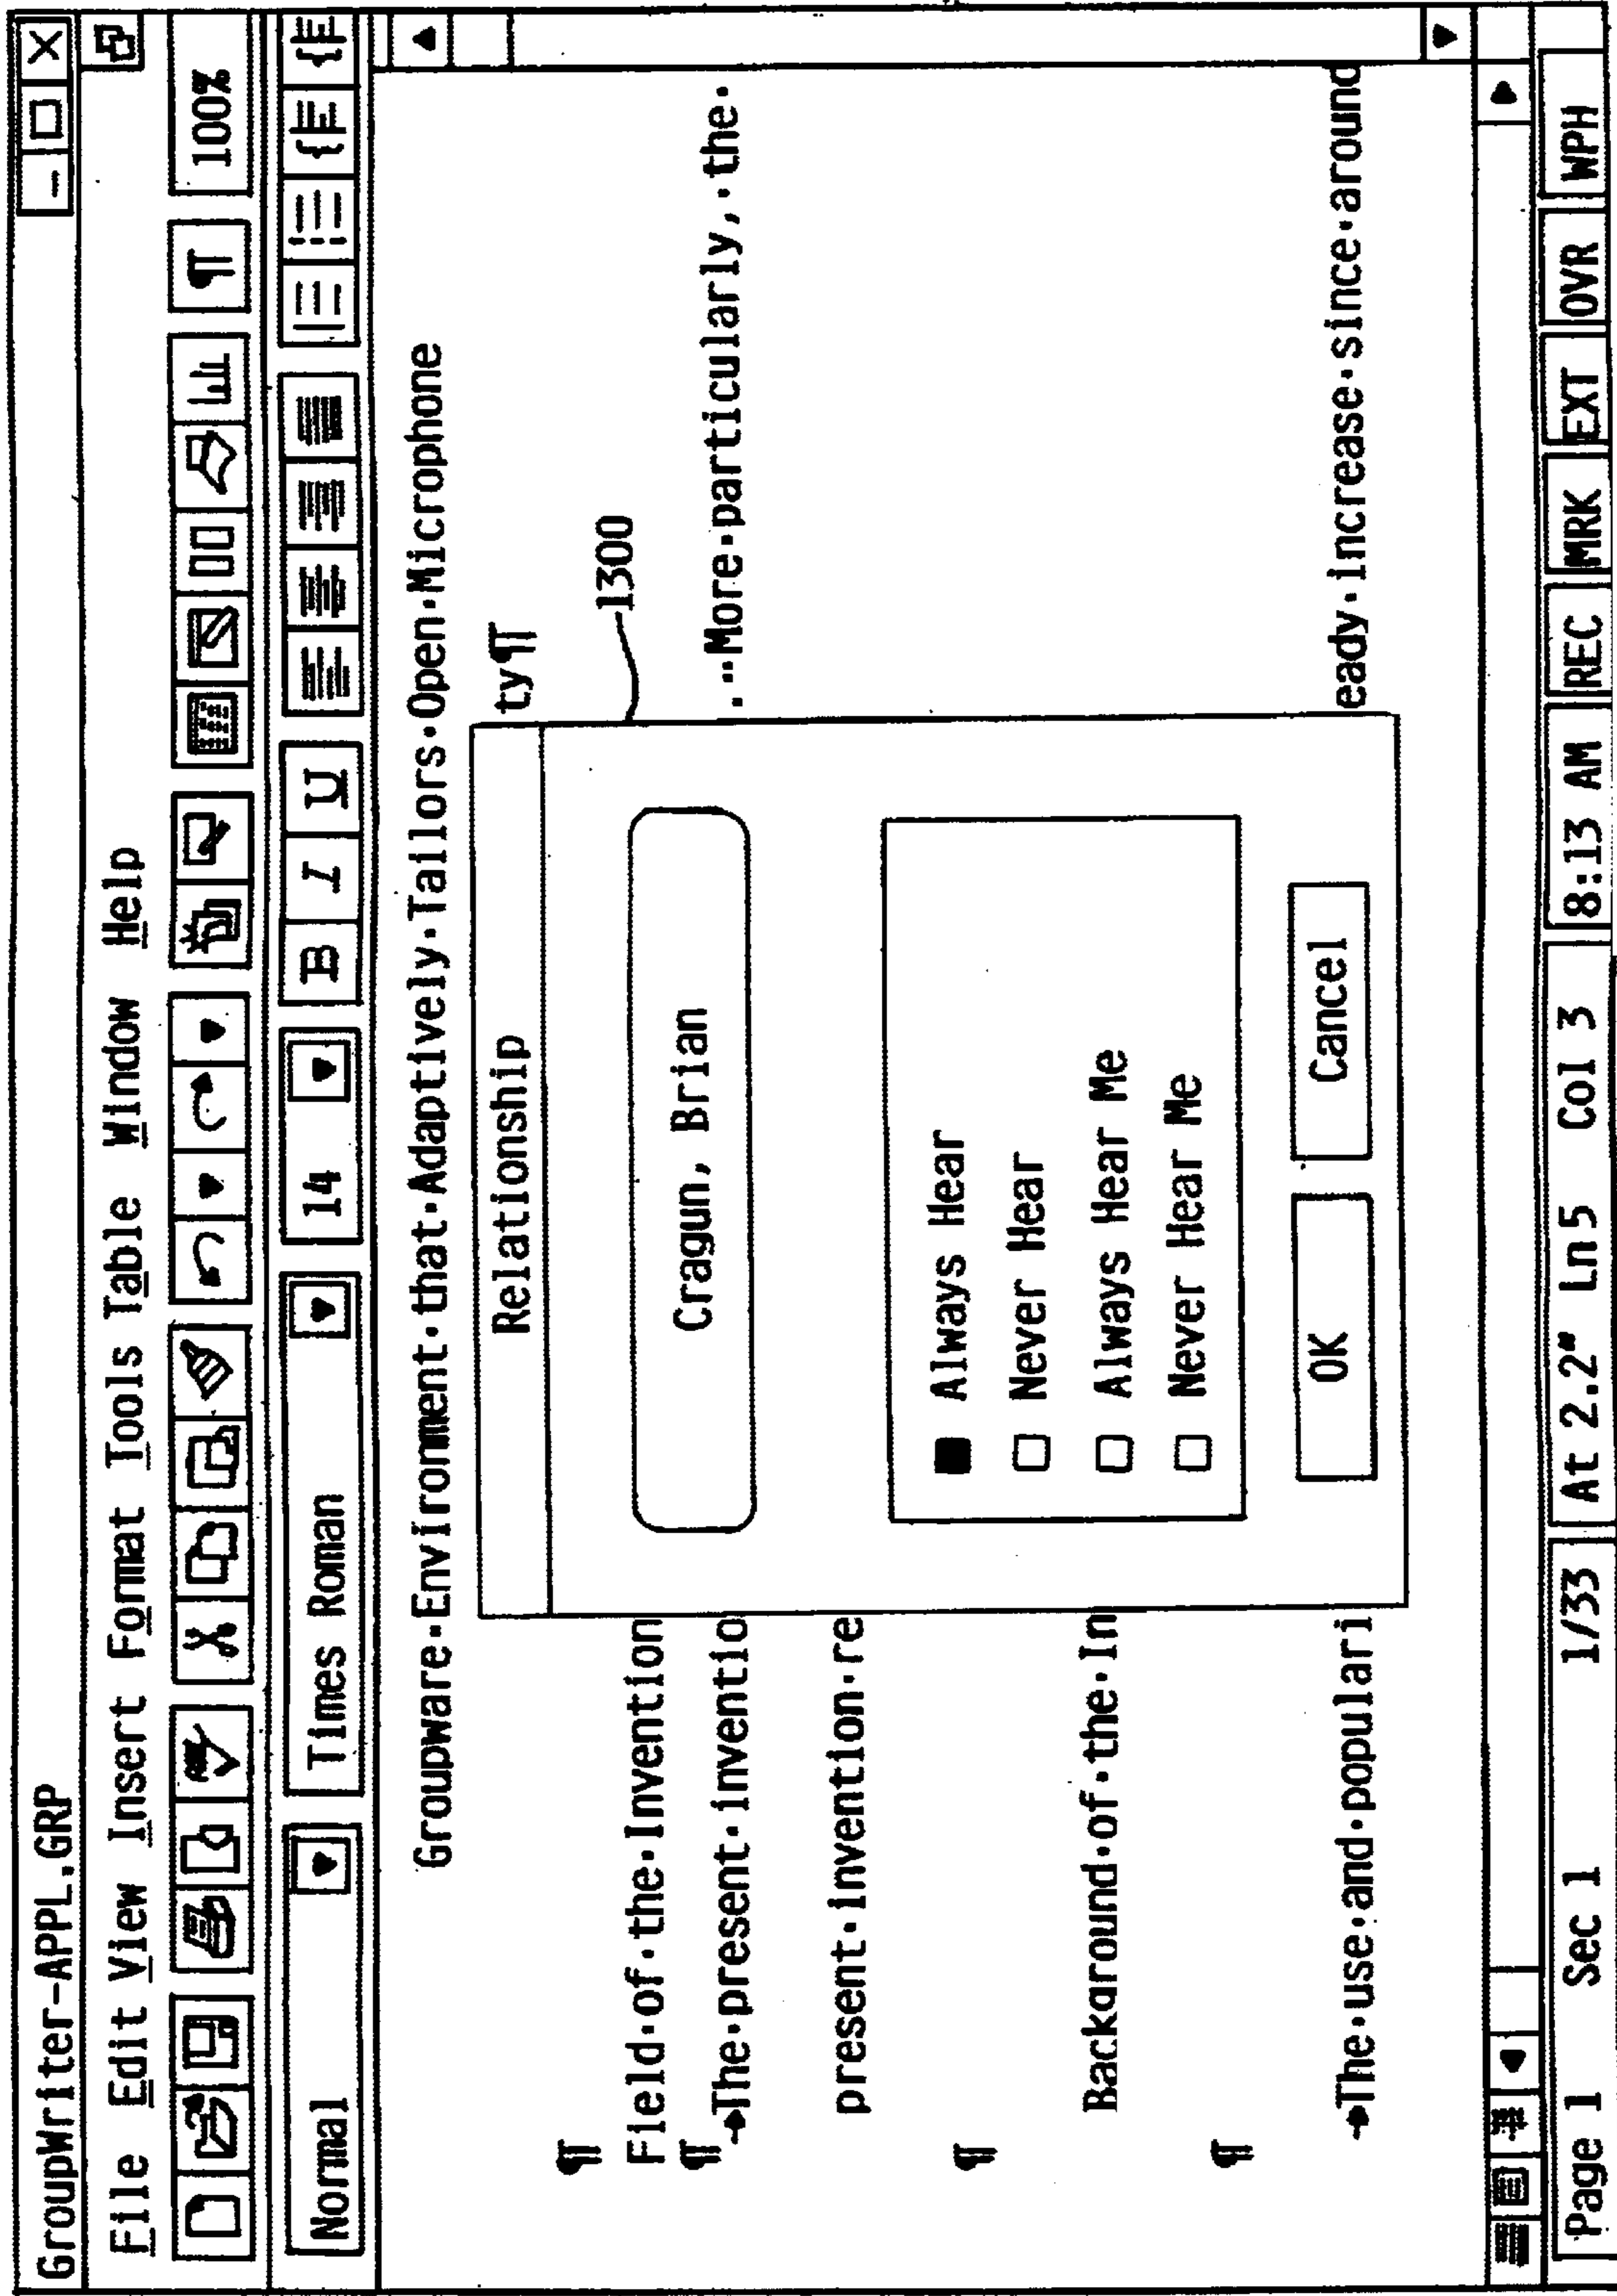 GroupWriter-APPL.GRP
File Edit View Insert Format Tools Table Window Help
100%
Normal Times Roman 14 B I U
Groupware·Environment·that·Adaptively·Tailors·Open·Microphone
ty¶
¶
Relationship
1300
Field·of·the·Invention
¶
Cragun, Brian
The·present·inventio
.··More·particularly,·the·
present·invention·re
¶
Always Hear
Never Hear
Background·of·the·In
Always Hear Me
Never Hear Me
¶
OK Cancel
The·use·and·populari
eady·increase·since·around
Page 1 Sec 1 1/33 At 2.2" Ln 5 Col 3 8:13 AM REC MRK EXT OVR WPH